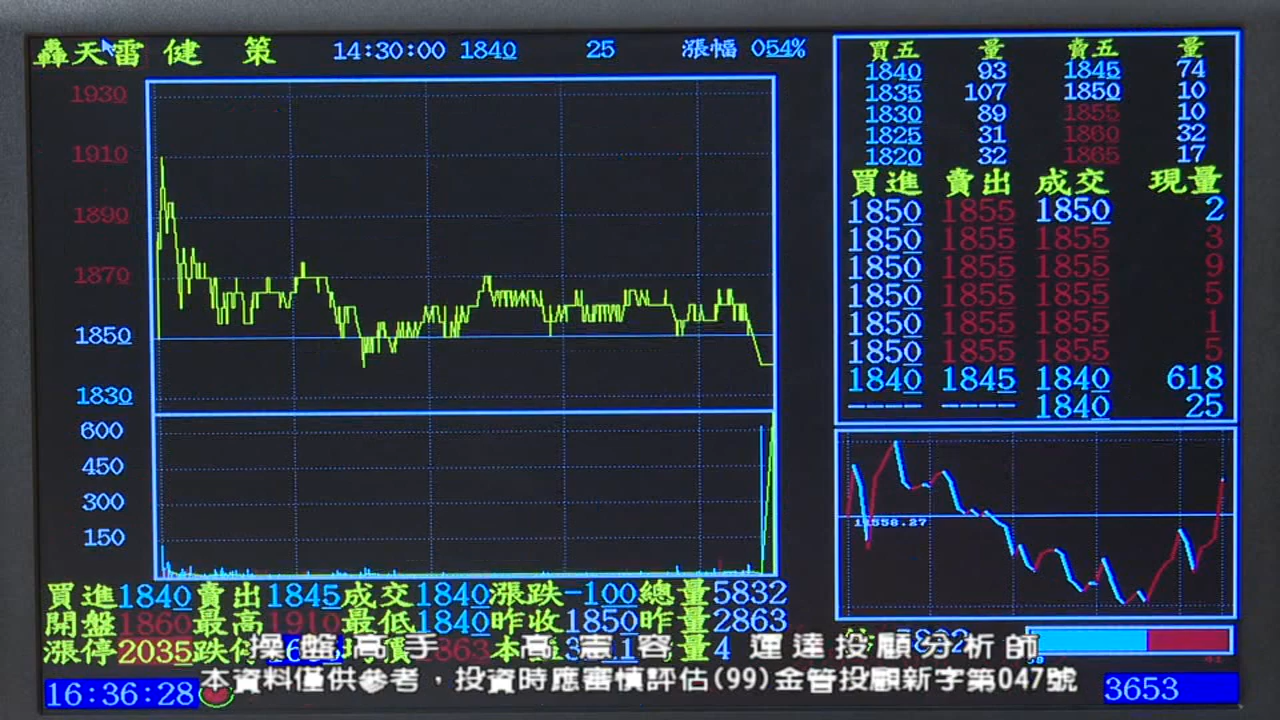 轟天雷 健 策 14:30:00 1840 25 漲幅 054%
1930
1910
1890
1870
1850
1830
600
450
300
150
買五 量 賣五 量
1840 93 1845 74
1835 107 1850 10
1830 89 1855 10
1825 31 1860 32
1820 32 1865 17
買進 賣出 成交 現量
1850 1855 1850 2
1850 1855 1855 3
1850 1855 1855 9
1850 1855 1855 5
1850 1855 1855 1
1850 1855 1855 5
1840 1845 1840 618
---- ---- 1840 25
買進1840賣出1845成交1840漲跌-100總量5832
開盤1860最高1910最低1840昨收1850昨量2863
漲停2035跌停
量4
操盤高手 高憲容 運達投顧分析師
本資料僅供參考，投資時應審慎評估(99)金管投顧新字第047號
16:36:28
3653